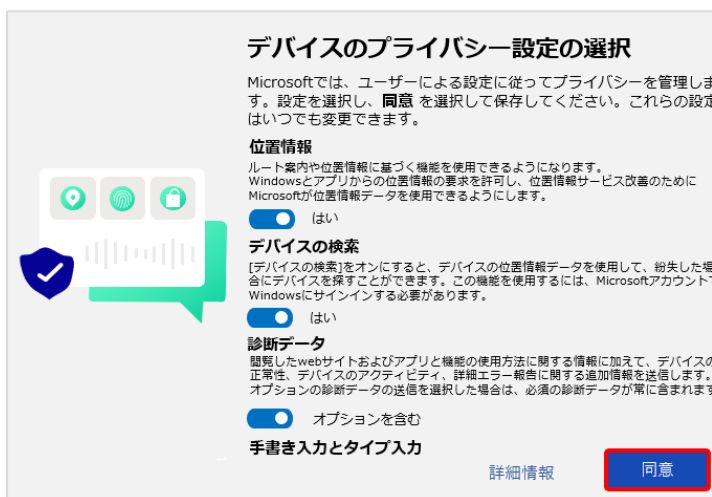 デバイスのプライバシー設定の選択
Microsoftでは、ユーザーによる設定に従ってプライバシーを管理しま
す。設定を選択し、同意 を選択して保存してください。これらの設定
はいつでも変更できます。
位置情報
ルート案内や位置情報に基づく機能を使用できるようになります。
Windowsとアプリからの位置情報の要求を許可し、位置情報サービス改善のために
Microsoftが位置情報データを使用できるようにします。
はい
デバイスの検索
[デバイスの検索]をオンにすると、デバイスの位置情報データを使用して、紛失した場
合にデバイスを探すことができます。この機能を使用するには、Microsoftアカウントで
Windowsにサインインする必要があります。
はい
診断データ
閲覧したwebサイトおよびアプリと機能の使用方法に関する情報に加えて、デバイスの
正常性、デバイスのアクティビティ、詳細エラー報告に関する追加情報を送信します。
オプションの診断データの送信を選択した場合は、必須の診断データが常に含まれます
オプションを含む
手書き入力とタイプ入力
詳細情報
同意